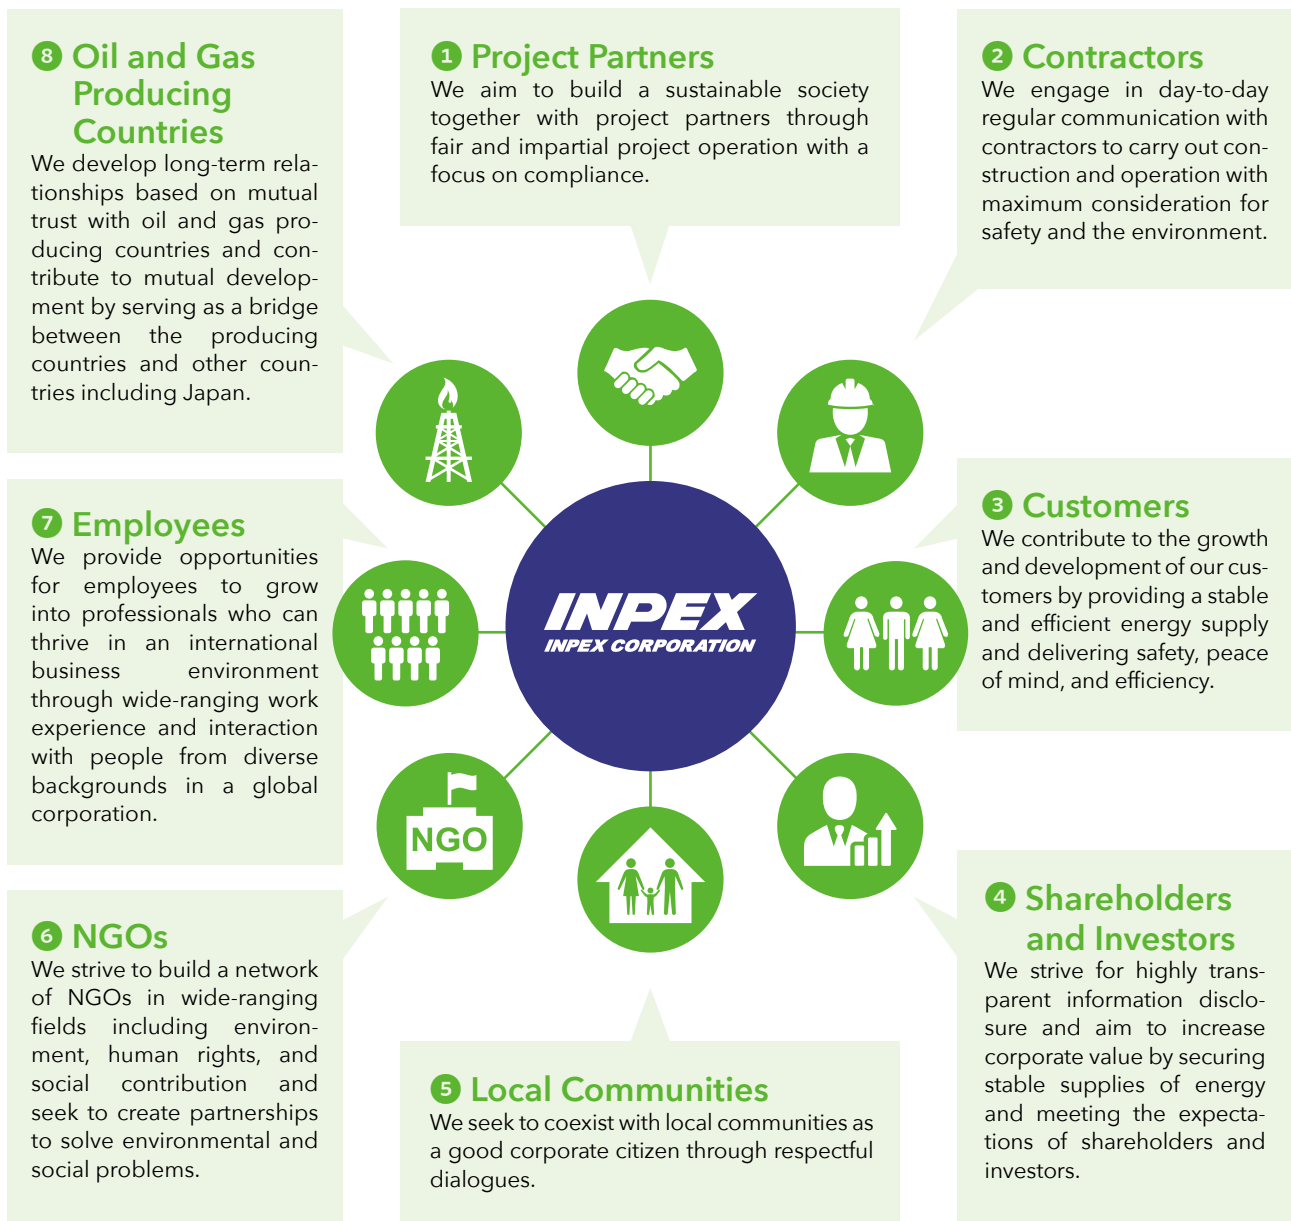 8 Oil and Gas
Producing
Countries
We develop long-term rela-
tionships based on mutual
trust with oil and gas pro-
ducing countries and con-
tribute to mutual develop-
ment by serving as a bridge
between the producing
countries and other coun-
tries including Japan.
1 Project Partners
We aim to build a sustainable society
together with project partners through
fair and impartial project operation with a
focus on compliance.
2 Contractors
We engage in day-to-day
regular communication with
contractors to carry out con-
struction and operation with
maximum consideration for
safety and the environment.
7 Employees
We provide opportunities
for employees to grow
into professionals who can
thrive in an international
business environment
through wide-ranging work
experience and interaction
with people from diverse
backgrounds in a global
corporation.
INPEX
INPEX CORPORATION
3 Customers
We contribute to the growth
and development of our cus-
tomers by providing a stable
and efficient energy supply
and delivering safety, peace
of mind, and efficiency.
NGO
6 NGOs
We strive to build a network
of NGOs in wide-ranging
fields including environ-
ment, human rights, and
social contribution and
seek to create partnerships
to solve environmental and
social problems.
5 Local Communities
We seek to coexist with local communities as
a good corporate citizen through respectful
dialogues.
4 Shareholders
and Investors
We strive for highly trans-
parent information disclo-
sure and aim to increase
corporate value by securing
stable supplies of energy
and meeting the expecta-
tions of shareholders and
investors.